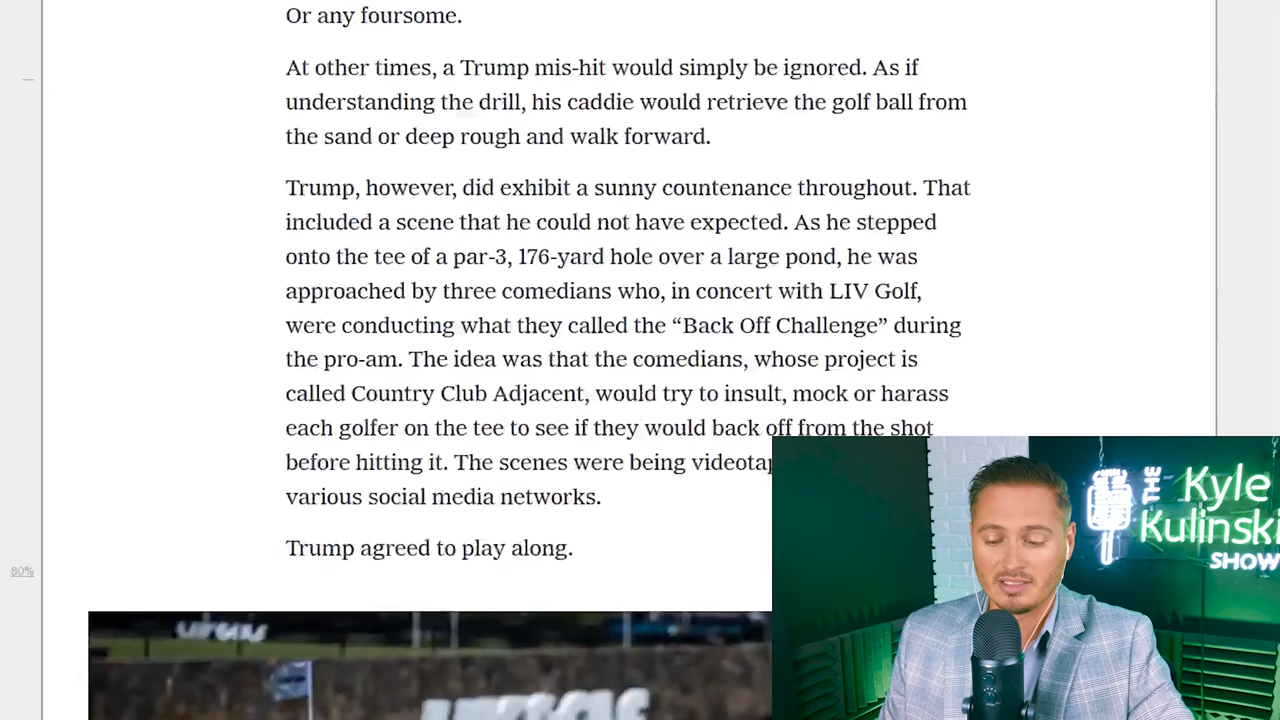 Or any foursome.
At other times, a Trump mis-hit would simply be ignored. As if
understanding the drill, his caddie would retrieve the golf ball from
the sand or deep rough and walk forward.
Trump, however, did exhibit a sunny countenance throughout. That
included a scene that he could not have expected. As he stepped
onto the tee of a par-3, 176-yard hole over a large pond, he was
approached by three comedians who, in concert with LIV Golf,
were conducting what they called the “Back Off Challenge” during
the pro-am. The idea was that the comedians, whose project is
called Country Club Adjacent, would try to insult, mock or harass
each golfer on the tee to see if they would back off from the shot
before hitting it. The scenes were being
various social media networks.
Trump agreed to play along.
80%
THE
Kyle
Kulinski
SHOW